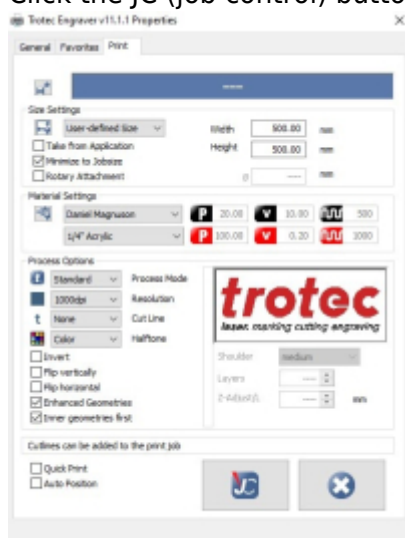 Click the JC (job control) butto
Trotec Engraver v11.1.1 Properties
General Favorites Print
----
Size Settings
User-defined Size Width 500.00 mm
Take from Application Height 500.00 mm
Minimize to Jobsize
Rotary Attachment ø ---- mm
Material Settings
Daniel Magnuson P 20.00 V 10.00 500
1/4" Acrylic P 100.00 V 0.20 1000
Process Options
Standard Process Mode
1000dpi Resolution
t None Cut Line
Color Halftone
trotec
laser. marking cutting engraving
Invert
Flip vertically
Flip horizontal
Enhanced Geometries
Inner geometries first
Shoulder medium
Layers ----
Z-Adjustj. ---- mm
Cutlines can be added to the print job
Quick Print
Auto Position
JC